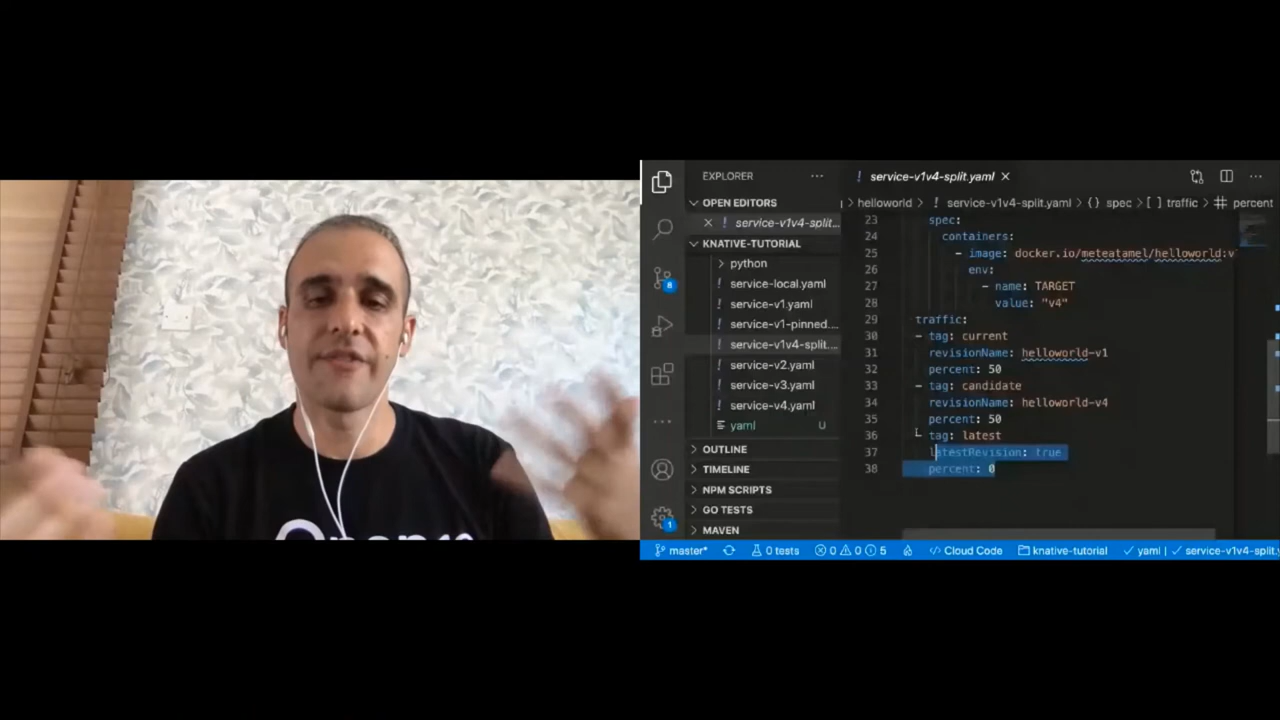 EXPLORER
OPEN EDITORS
service-v1v4-split...
KNATIVE-TUTORIAL
python
service-local.yaml
service-v1.yaml
service-v1-pinned...
service-v1v4-split....
service-v2.yaml
service-v3.yaml
service-v4.yaml
yaml U
OUTLINE
TIMELINE
NPM SCRIPTS
GO TESTS
MAVEN
8
1
! service-v1v4-split.yaml
> helloworld > ! service-v1v4-split.yaml > {} spec > [ ] traffic > # percent
23 spec:
24 containers:
25 - image: docker.io/meteatamel/helloworld:v
26 env:
27 - name: TARGET
28 value: "v4"
29 traffic:
30 - tag: current
31 revisionName: helloworld-v1
32 percent: 50
33 - tag: candidate
34 revisionName: helloworld-v4
35 percent: 50
36 - tag: latest
37 latestRevision: true
38 percent: 0
master* 0 tests 0 0 5 Cloud Code knative-tutorial yaml | service-v1v4-split.y